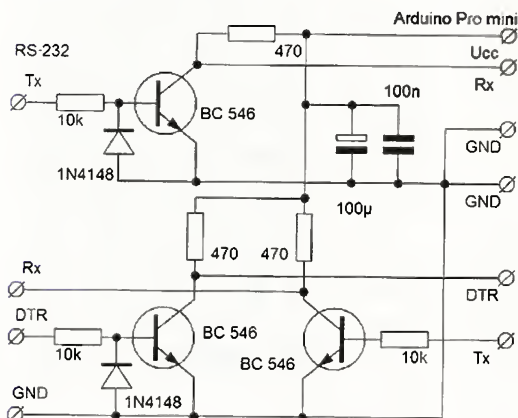 Arduino Pro mini
RS-232
470
Ucc
Tx
Rx
100n
10k
BC 546
GND
1N4148
100µ
GND
470
470
Rx
DTR
DTR
BC 546
10k
BC 546
10k
Tx
GND
1N4148